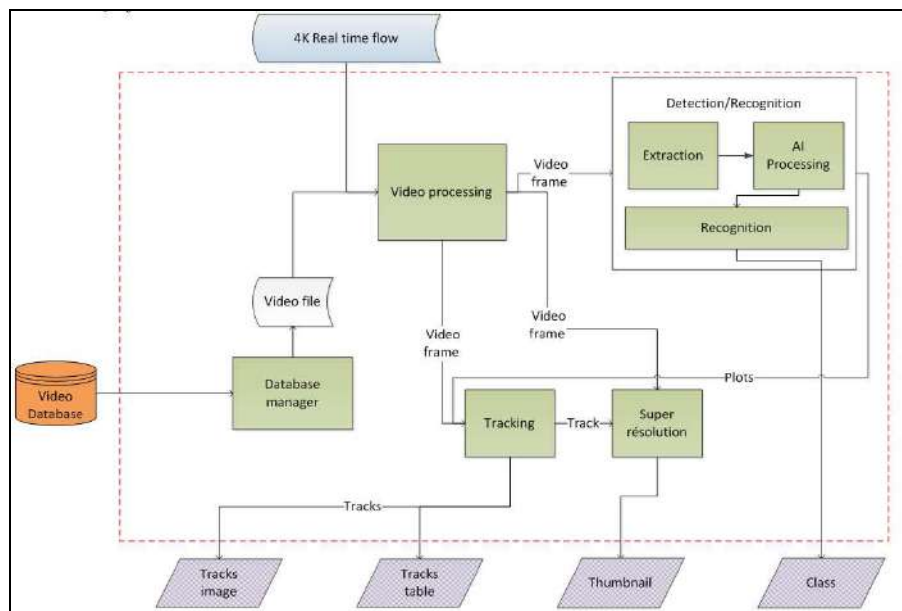 4K Real time flow
Detection/Recognition
Extraction
AI
Processing
Recognition
Video processing
Video
frame
Video file
Video
frame
Video
frame
Database
manager
Video
Database
Plots
Tracking
Track
Super
résolution
Tracks
Tracks
image
Tracks
table
Thumbnail
Class